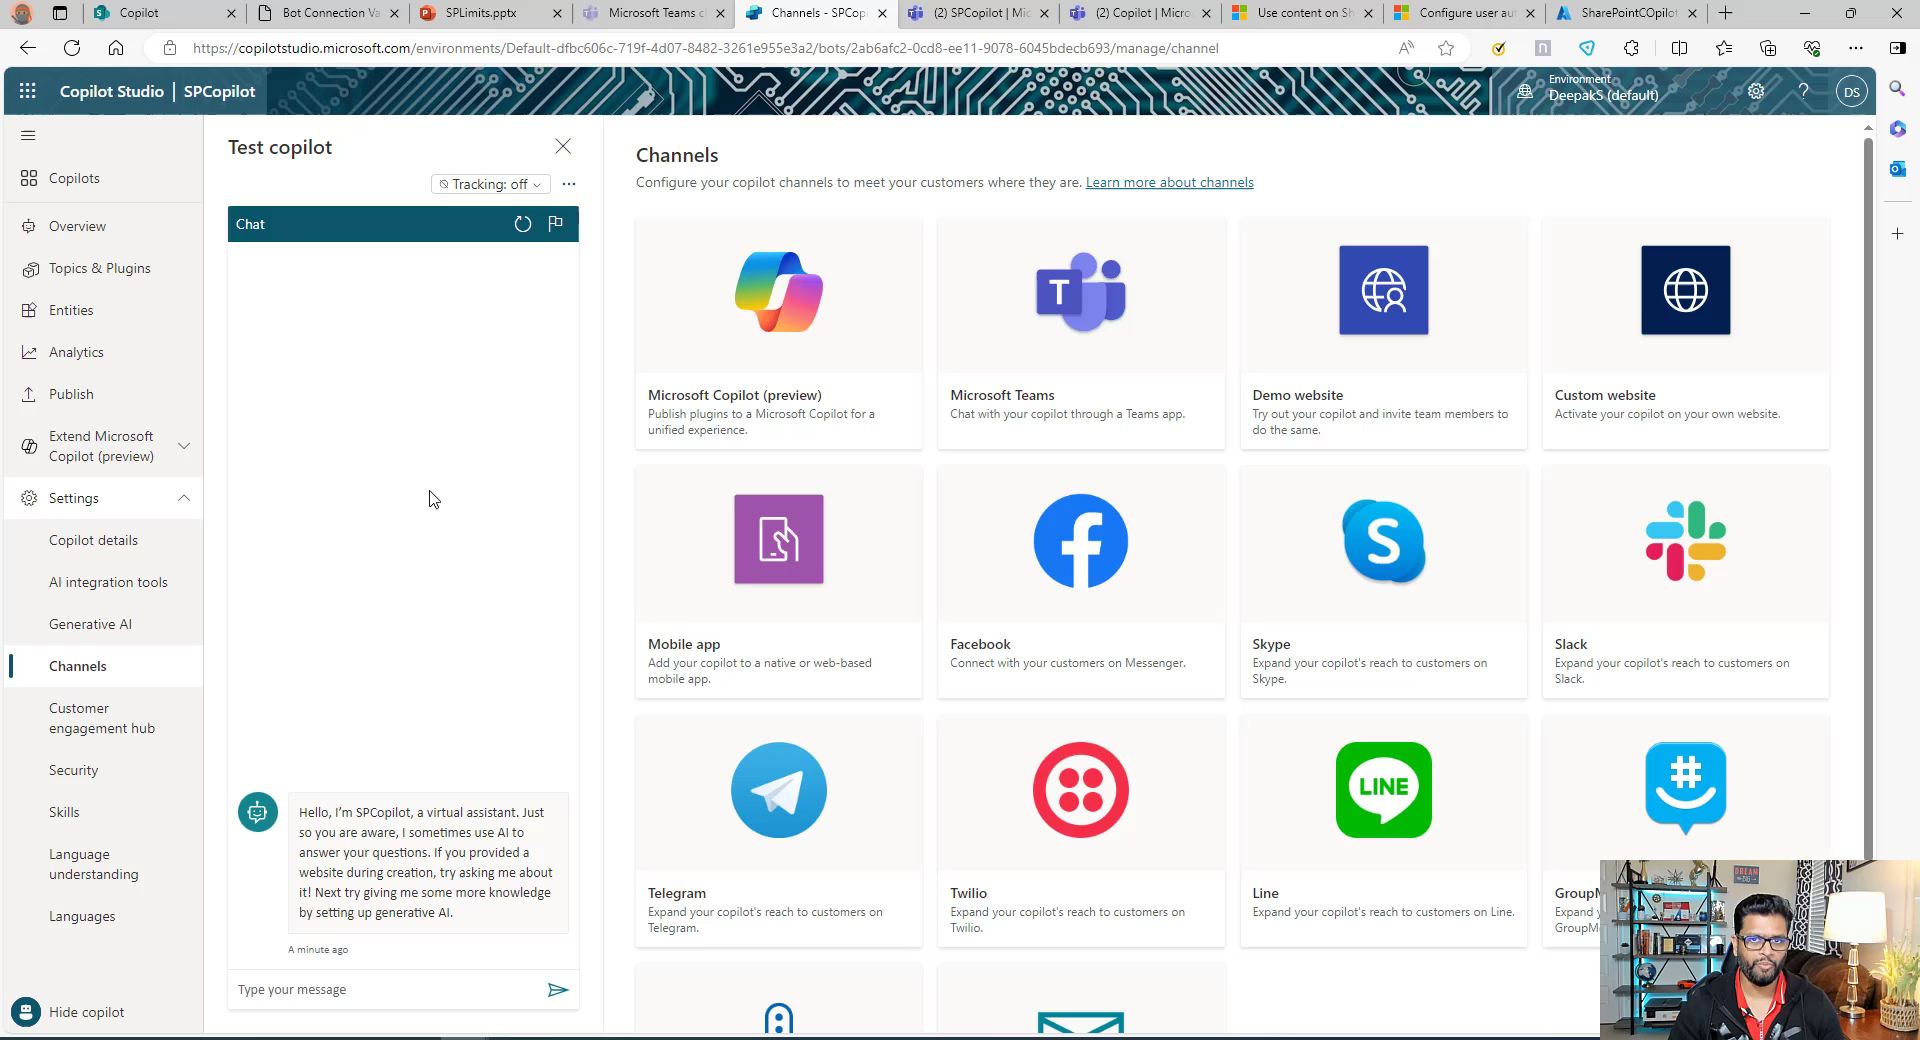 Copilot
Bot Connection Va
SPLimits.pptx
Microsoft Teams c
Channels - SPCop
(2) SPCopilot | Mic
(2) Copilot | Micro
Use content on Sh
Configure user aut
SharePointCOpilot
https://copilotstudio.microsoft.com/environments/Default-dfbc606c-719f-4d07-8482-3261e955e3a2/bots/2ab6afc2-0cd8-ee11-9078-6045bdecb693/manage/channel
Copilot Studio | SPCopilot
Environment
DeepakS (default)
?
DS
Copilots
Overview
Topics & Plugins
Entities
Analytics
Publish
Extend Microsoft
Copilot (preview)
Settings
Copilot details
AI integration tools
Generative AI
Channels
Customer
engagement hub
Security
Skills
Language
understanding
Languages
Hide copilot
Test copilot
Tracking: off
Chat
Hello, I'm SPCopilot, a virtual assistant. Just
so you are aware, I sometimes use AI to
answer your questions. If you provided a
website during creation, try asking me about
it! Next try giving me some more knowledge
by setting up generative AI.
A minute ago
Type your message
Channels
Configure your copilot channels to meet your customers where they are. Learn more about channels
Microsoft Copilot (preview)
Publish plugins to a Microsoft Copilot for a
unified experience.
T
Microsoft Teams
Chat with your copilot through a Teams app.
Demo website
Try out your copilot and invite team members to
do the same.
Custom website
Activate your copilot on your own website.
Mobile app
Add your copilot to a native or web-based
mobile app.
Facebook
Connect with your customers on Messenger.
Skype
Expand your copilot's reach to customers on
Skype.
Slack
Expand your copilot's reach to customers on
Slack.
Telegram
Expand your copilot's reach to customers on
Telegram.
Twilio
Expand your copilot's reach to customers on
Twilio.
LINE
Line
Expand your copilot's reach to customers on Line.
GroupM
Expand y
GroupMe
DREAM